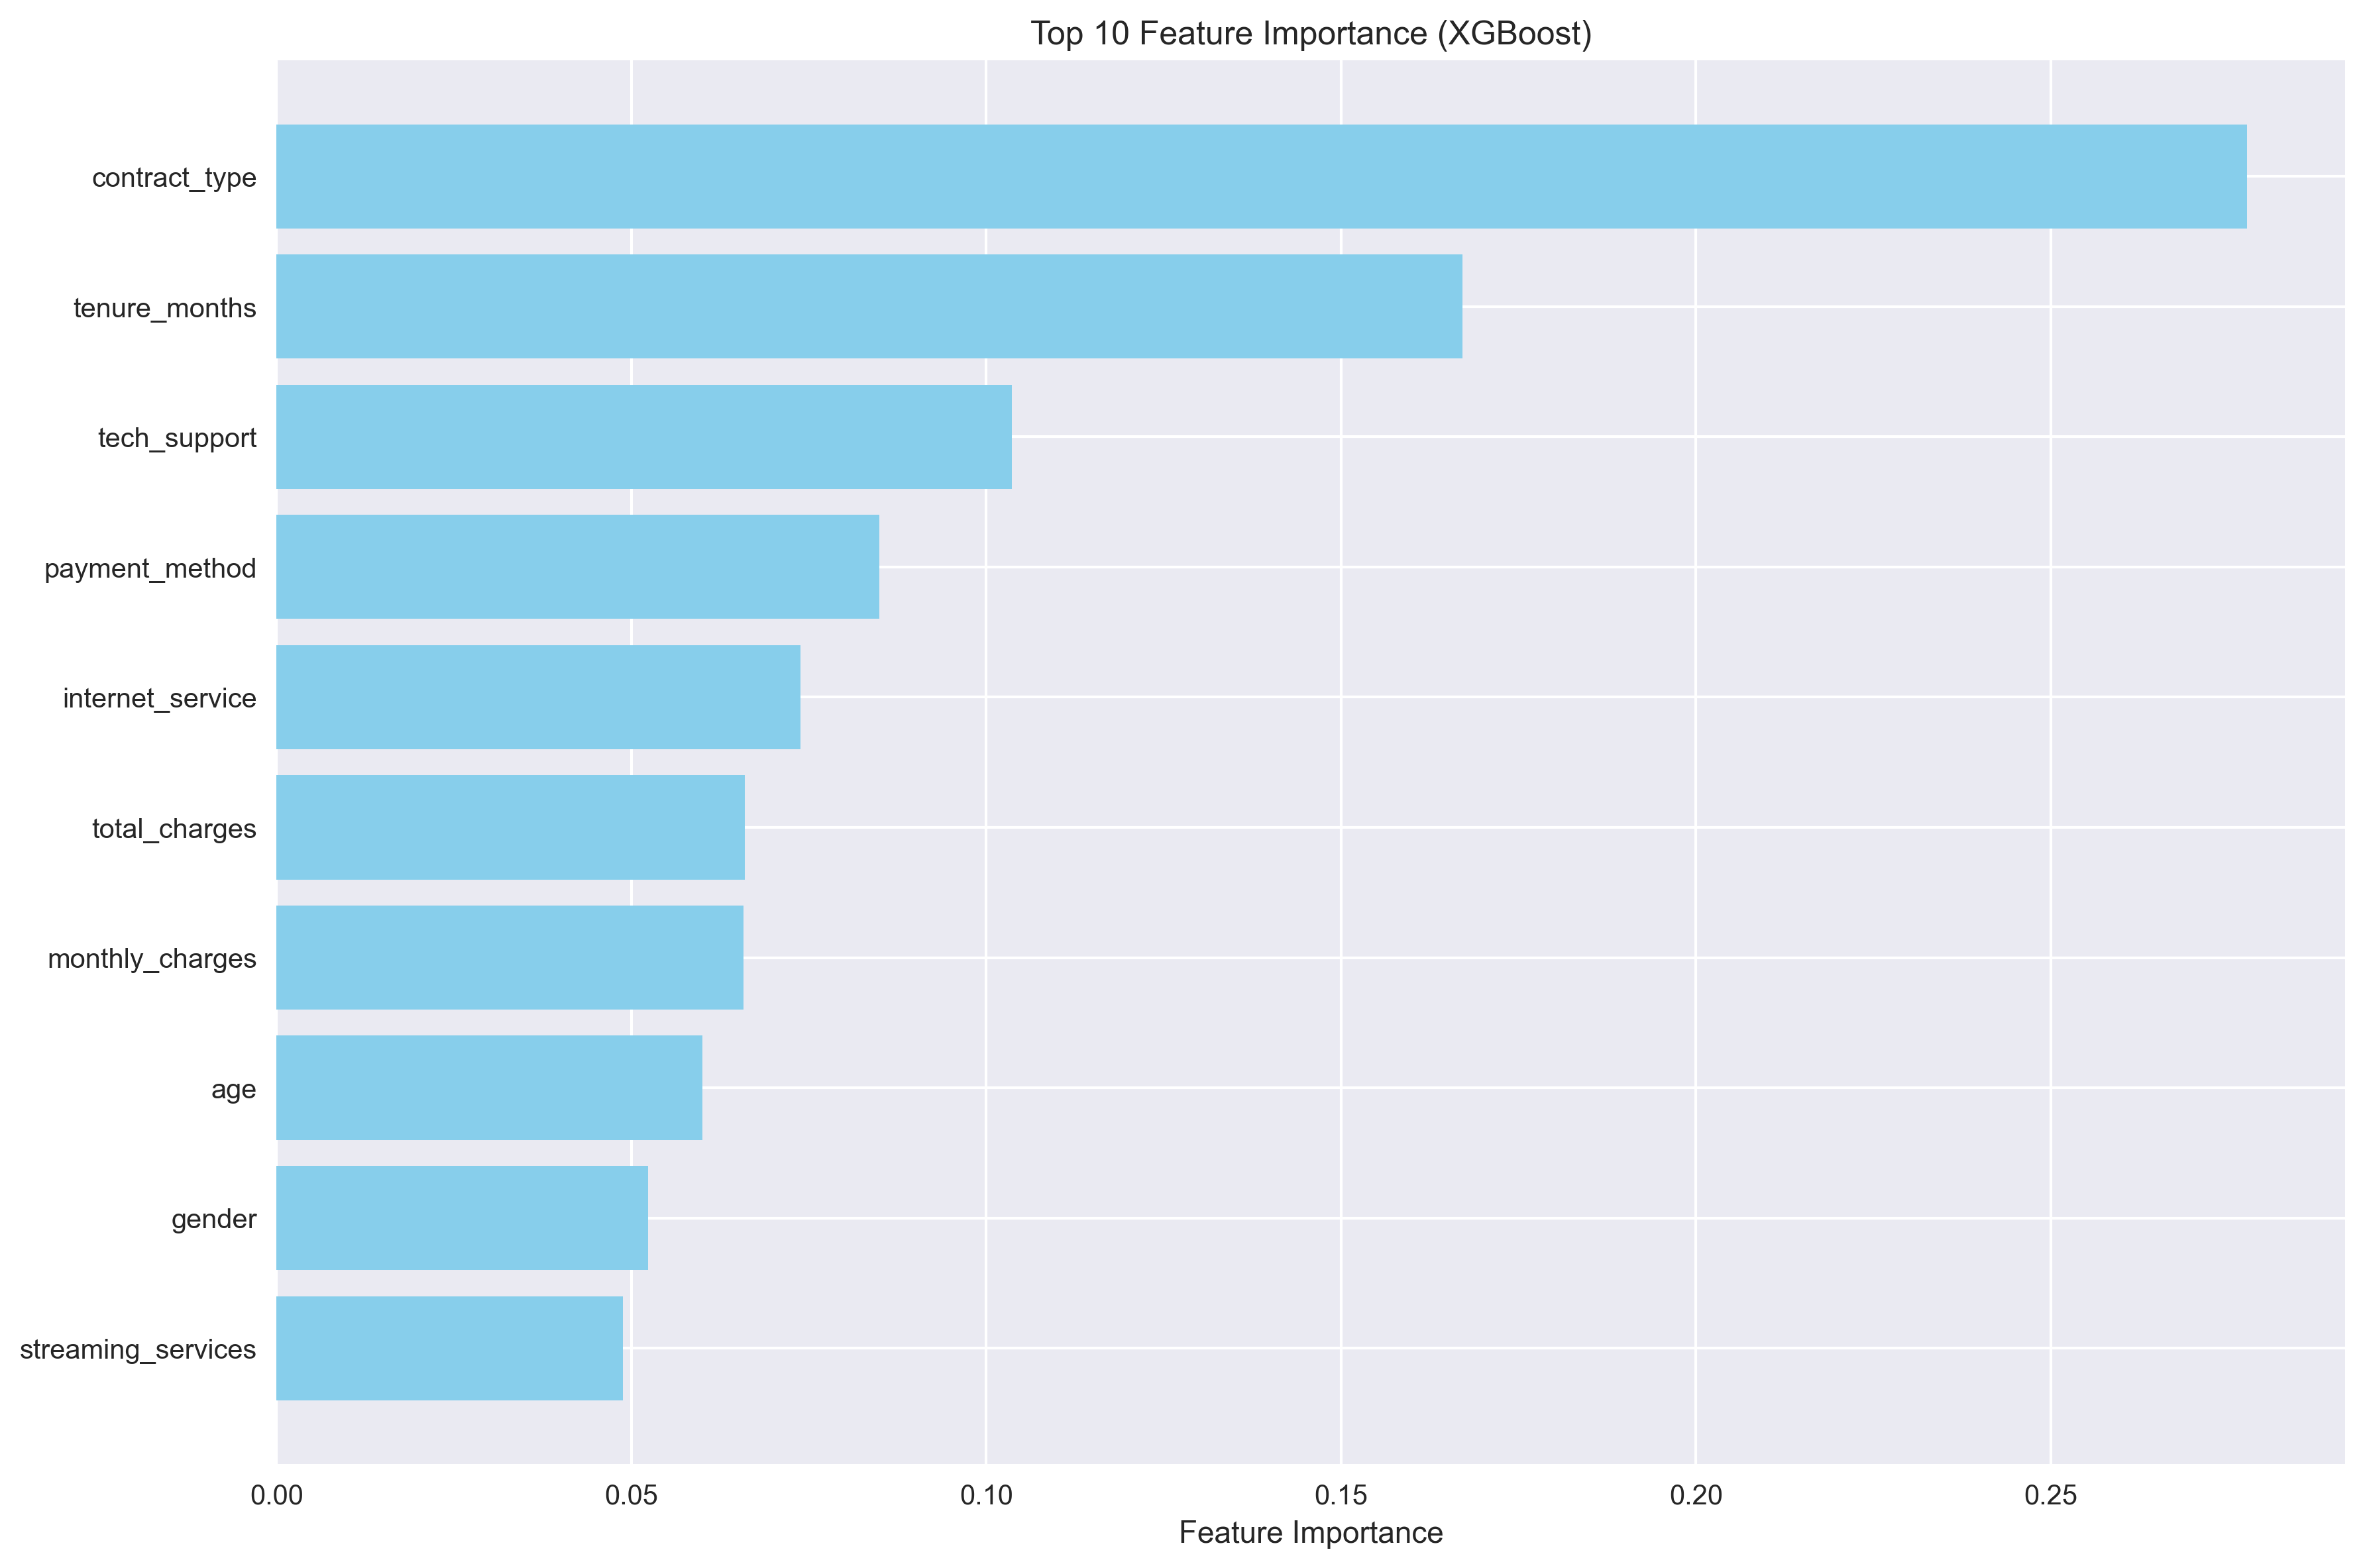 Top 10 Feature Importance (XGBoost)
contract_type
tenure_months
tech_support
payment_method
internet_service
total_charges
monthly_charges
age
gender
streaming_services
0.00 0.05 0.10 0.15 0.20 0.25
Feature Importance